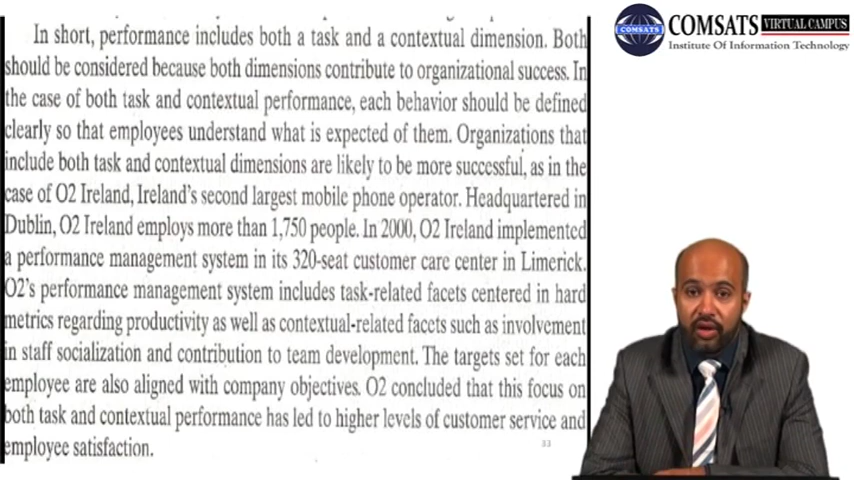 In short, performance includes both a task and a contextual dimension. Both
should be considered because both dimensions contribute to organizational success. In
the case of both task and contextual performance, each behavior should be defined
clearly so that employees understand what is expected of them. Organizations that
include both task and contextual dimensions are likely to be more successful, as in the
case of O2 Ireland, Ireland's second largest mobile phone operator. Headquartered in
Dublin, O2 Ireland employs more than 1,750 people. In 2000, O2 Ireland implemented
a performance management system in its 320-seat customer care center in Limerick.
O2's performance management system includes task-related facets centered in hard
metrics regarding productivity as well as contextual-related facets such as involvement
in staff socialization and contribution to team development. The targets set for each
employee are also aligned with company objectives. O2 concluded that this focus on
both task and contextual performance has led to higher levels of customer service and
employee satisfaction.
33
COMSATS
COMSATS VIRTUAL CAMPUS
Institute Of Information Technology